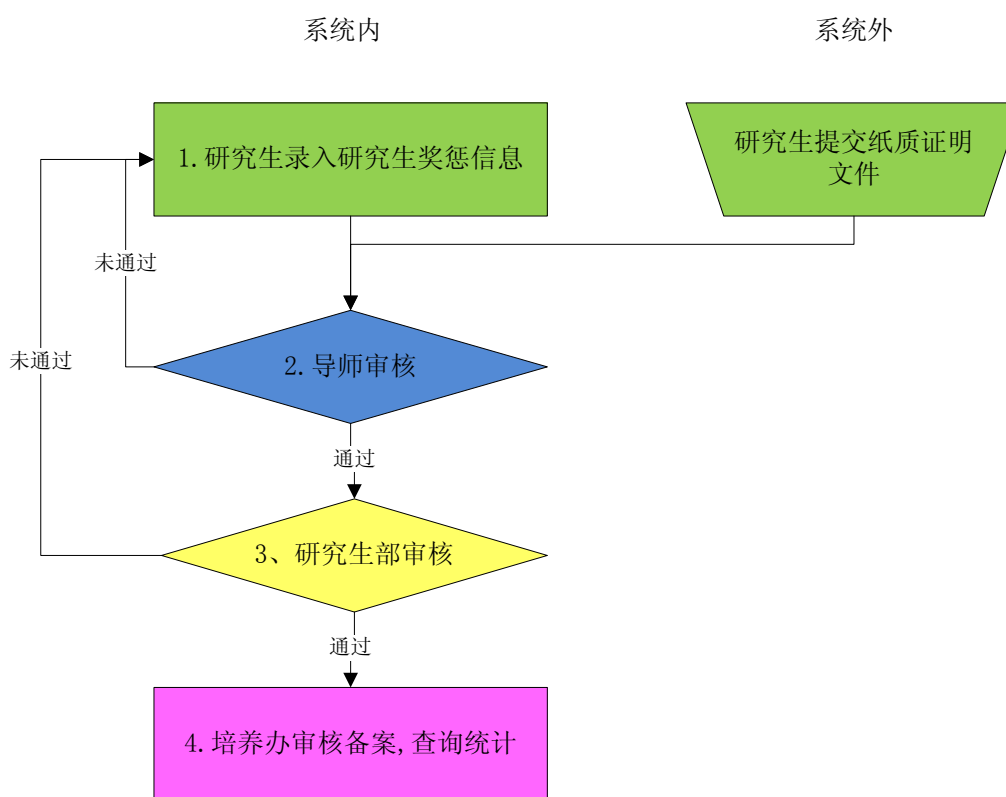 系统内
系统外
1.研究生录入研究生奖惩信息
研究生提交纸质证明
文件
未通过
未通过
2.导师审核
通过
3、研究生部审核
通过
4.培养办审核备案,查询统计